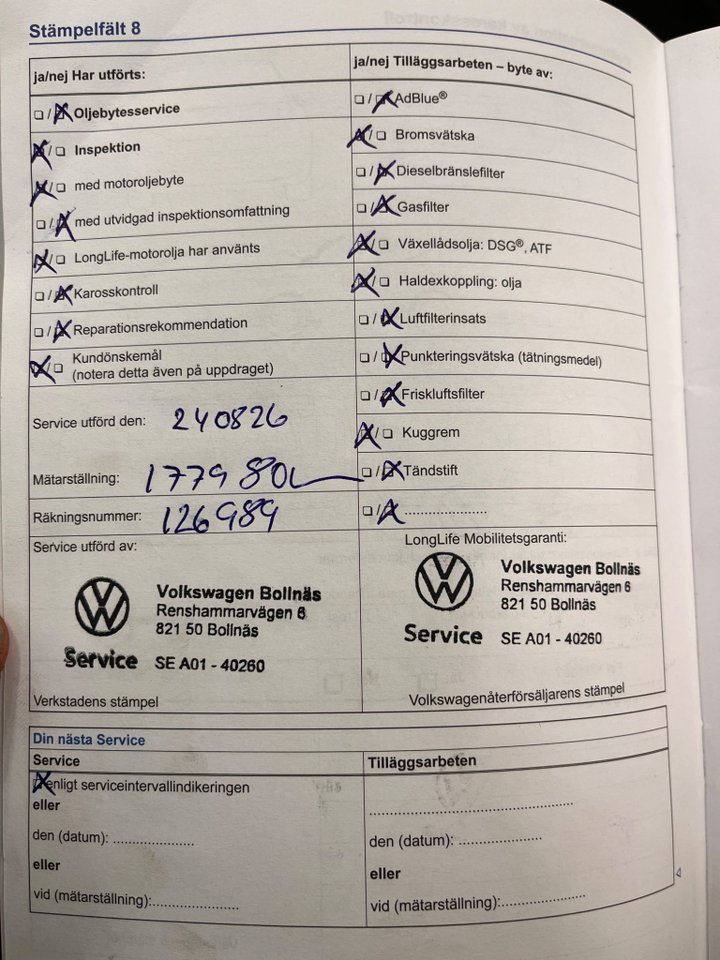 Stämpelfält 8
ja/nej Har utförts:
☐/☒ Oljebytesservice
☒/☐ Inspektion
☒/☐ med motoroljebyte
☐/☒ med utvidgad inspektionsomfattning
☒/☐ LongLife-motorolja har använts
☐/☒ Karosskontroll
☐/☒ Reparationsrekommendation
☒/☐ Kundönskemål
(notera detta även på uppdraget)
Service utförd den: 240826
Mätarställning: 177980
Räkningsnummer: 126989
ja/nej Tilläggsarbeten – byte av:
☐/☒ AdBlue®
☒/☐ Bromsvätska
☐/☒ Dieselbränslefilter
☐/☒ Gasfilter
☒/☐ Växellådsolja: DSG®, ATF
☒/☐ Haldexkoppling: olja
☐/☒ Luftfilterinsats
☐/☒ Punkteringsvätska (tätningsmedel)
☐/☒ Friskluftsfilter
☒/☐ Kuggrem
☐/☒ Tändstift
☐/☒ ......................
Service utförd av:
Volkswagen Bollnäs
Renshammarvägen 6
821 50 Bollnäs
Service SE A01 - 40260
Verkstadens stämpel
LongLife Mobilitetsgaranti:
Volkswagen Bollnäs
Renshammarvägen 6
821 50 Bollnäs
Service SE A01 - 40260
Volkswagenåterförsäljarens stämpel
Din nästa Service
Service
☒ enligt serviceintervallindikeringen
eller
den (datum): ......................
eller
vid (mätarställning):......................
Tilläggsarbeten
......................................................
den (datum): ......................
eller
vid (mätarställning):......................